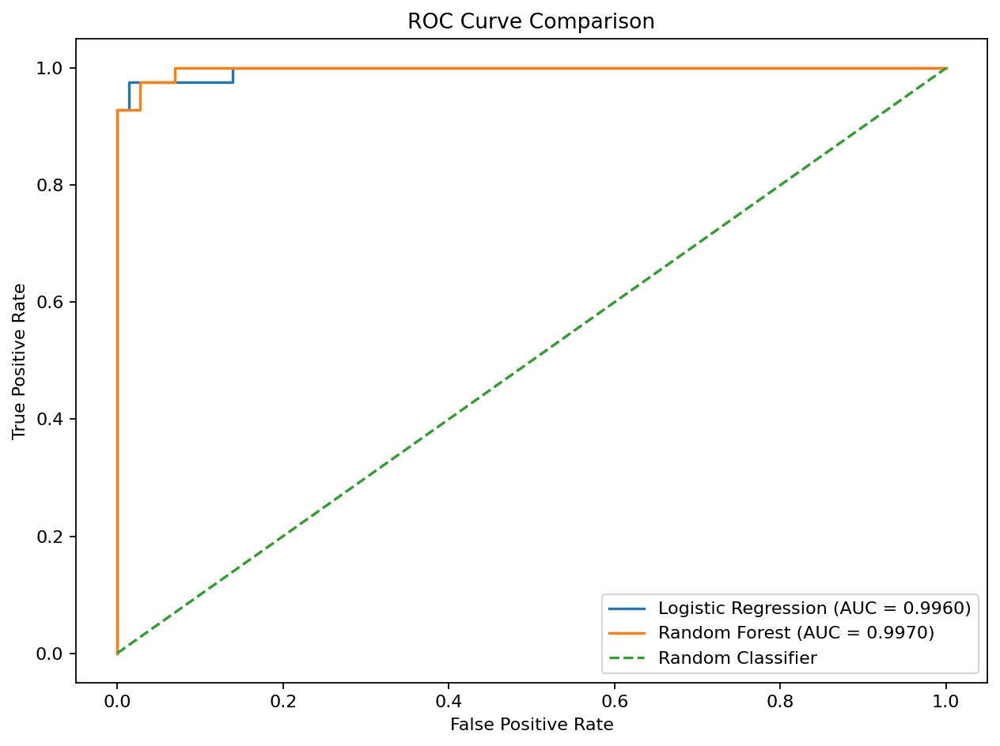 ROC Curve Comparison
True Positive Rate
1.0
0.8
0.6
0.4
0.2
0.0
0.0 0.2 0.4 0.6 0.8 1.0
False Positive Rate
Logistic Regression (AUC = 0.9960)
Random Forest (AUC = 0.9970)
Random Classifier